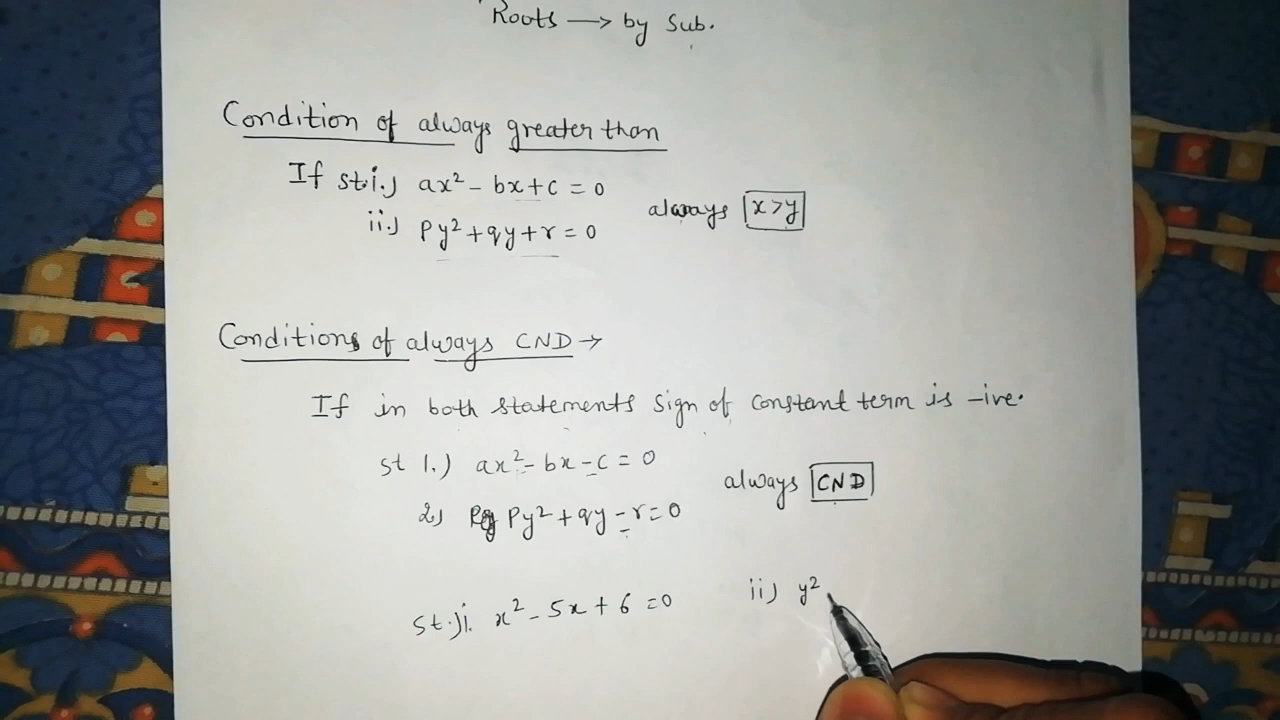 Roots → by Sub.
Condition of always greater than
If st.i.) ax² - bx + c = 0
ii.) py² + qy + r = 0
always x>y
Conditions of always CND →
If in both statements sign of constant term is -ive.
st 1.) ax² - bx - c = 0
2.) py² + qy - r = 0
always CND
st.)i. x² - 5x + 6 = 0
ii) y²